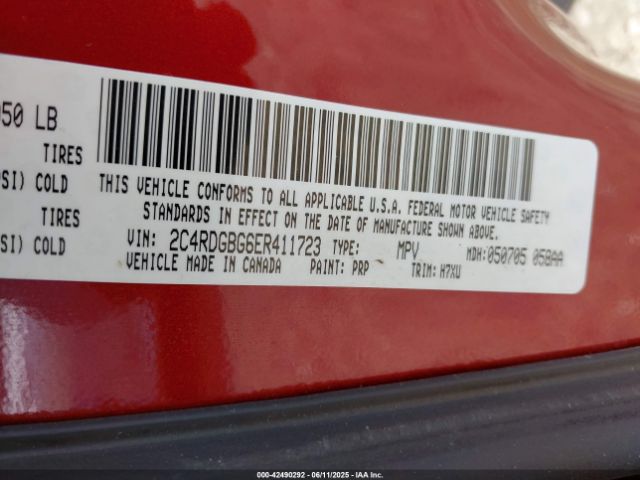 050 LB
TIRES
SI) COLD
TIRES
SI) COLD
THIS VEHICLE CONFORMS TO ALL APPLICABLE U.S.A. FEDERAL MOTOR VEHICLE SAFETY
STANDARDS IN EFFECT ON THE DATE OF MANUFACTURE SHOWN ABOVE.
VIN: 2C4RDGBG6ER411723 TYPE: MPV MDH:050705 05BAA
VEHICLE MADE IN CANADA PAINT: PRP TRIM: H7XU
000-42490292 - 06/11/2025 - IAA Inc.